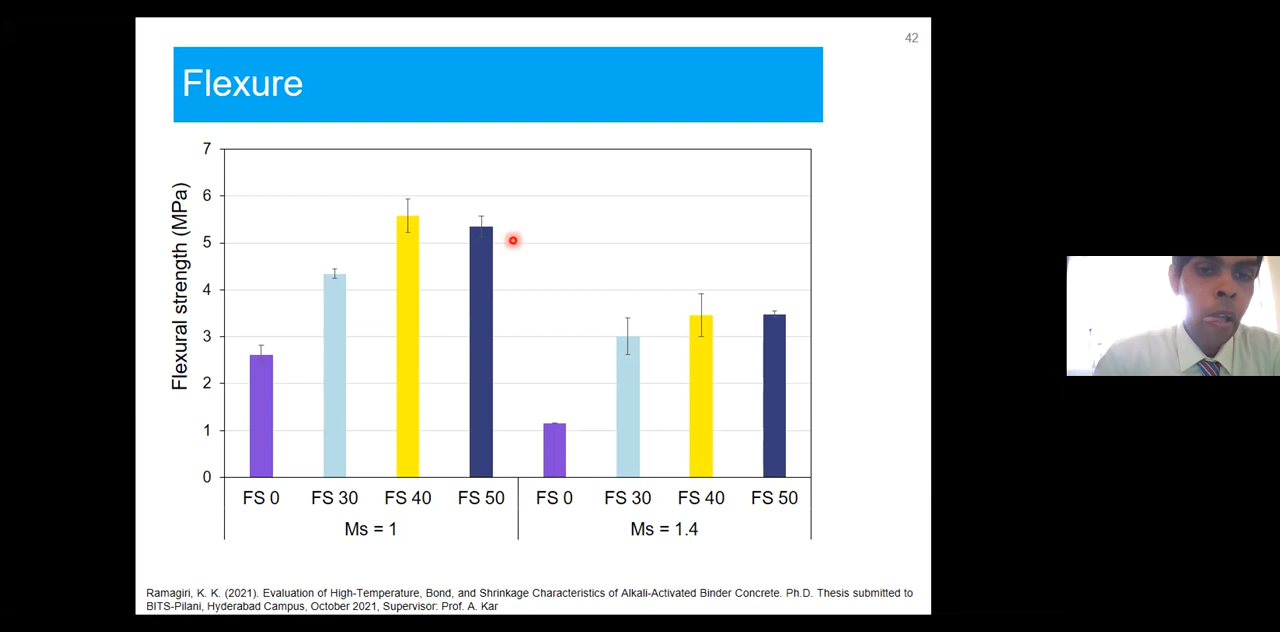 42
Flexure
Flexural strength (MPa)
7
6
5
4
3
2
1
0
FS 0 FS 30 FS 40 FS 50 FS 0 FS 30 FS 40 FS 50
Ms = 1 Ms = 1.4
Ramagiri, K. K. (2021). Evaluation of High-Temperature, Bond, and Shrinkage Characteristics of Alkali-Activated Binder Concrete. Ph.D. Thesis submitted to
BITS-Pilani, Hyderabad Campus, October 2021, Supervisor: Prof. A. Kar